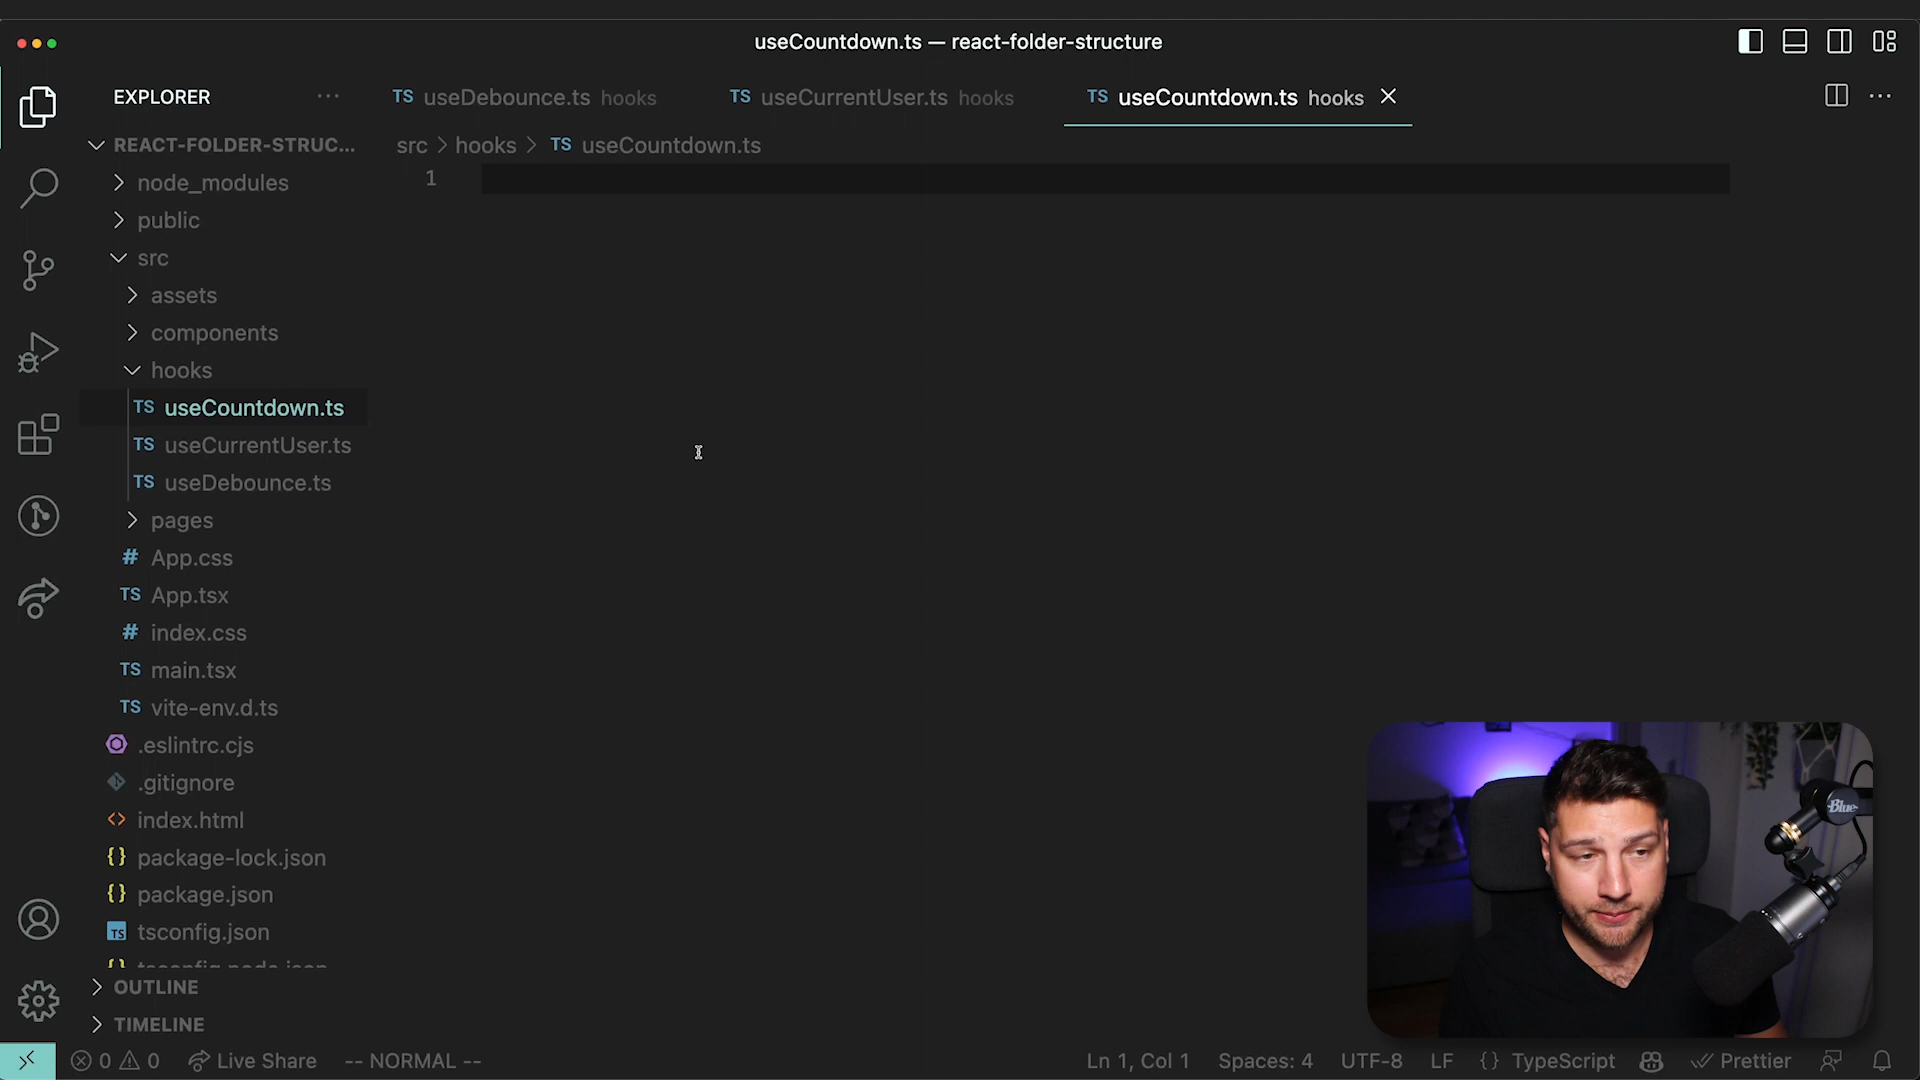 useCountdown.ts — react-folder-structure
EXPLORER
TS useDebounce.ts hooks
TS useCurrentUser.ts hooks
TS useCountdown.ts hooks
REACT-FOLDER-STRUC...
src > hooks > TS useCountdown.ts
1
node_modules
public
src
assets
components
hooks
TS useCountdown.ts
TS useCurrentUser.ts
TS useDebounce.ts
pages
# App.css
TS App.tsx
# index.css
TS main.tsx
TS vite-env.d.ts
.eslintrc.cjs
.gitignore
<> index.html
{} package-lock.json
{} package.json
TS tsconfig.json
{} tsconfig.node.json
OUTLINE
TIMELINE
Blue
0 0 Live Share -- NORMAL --
Ln 1, Col 1 Spaces: 4 UTF-8 LF {} TypeScript Prettier